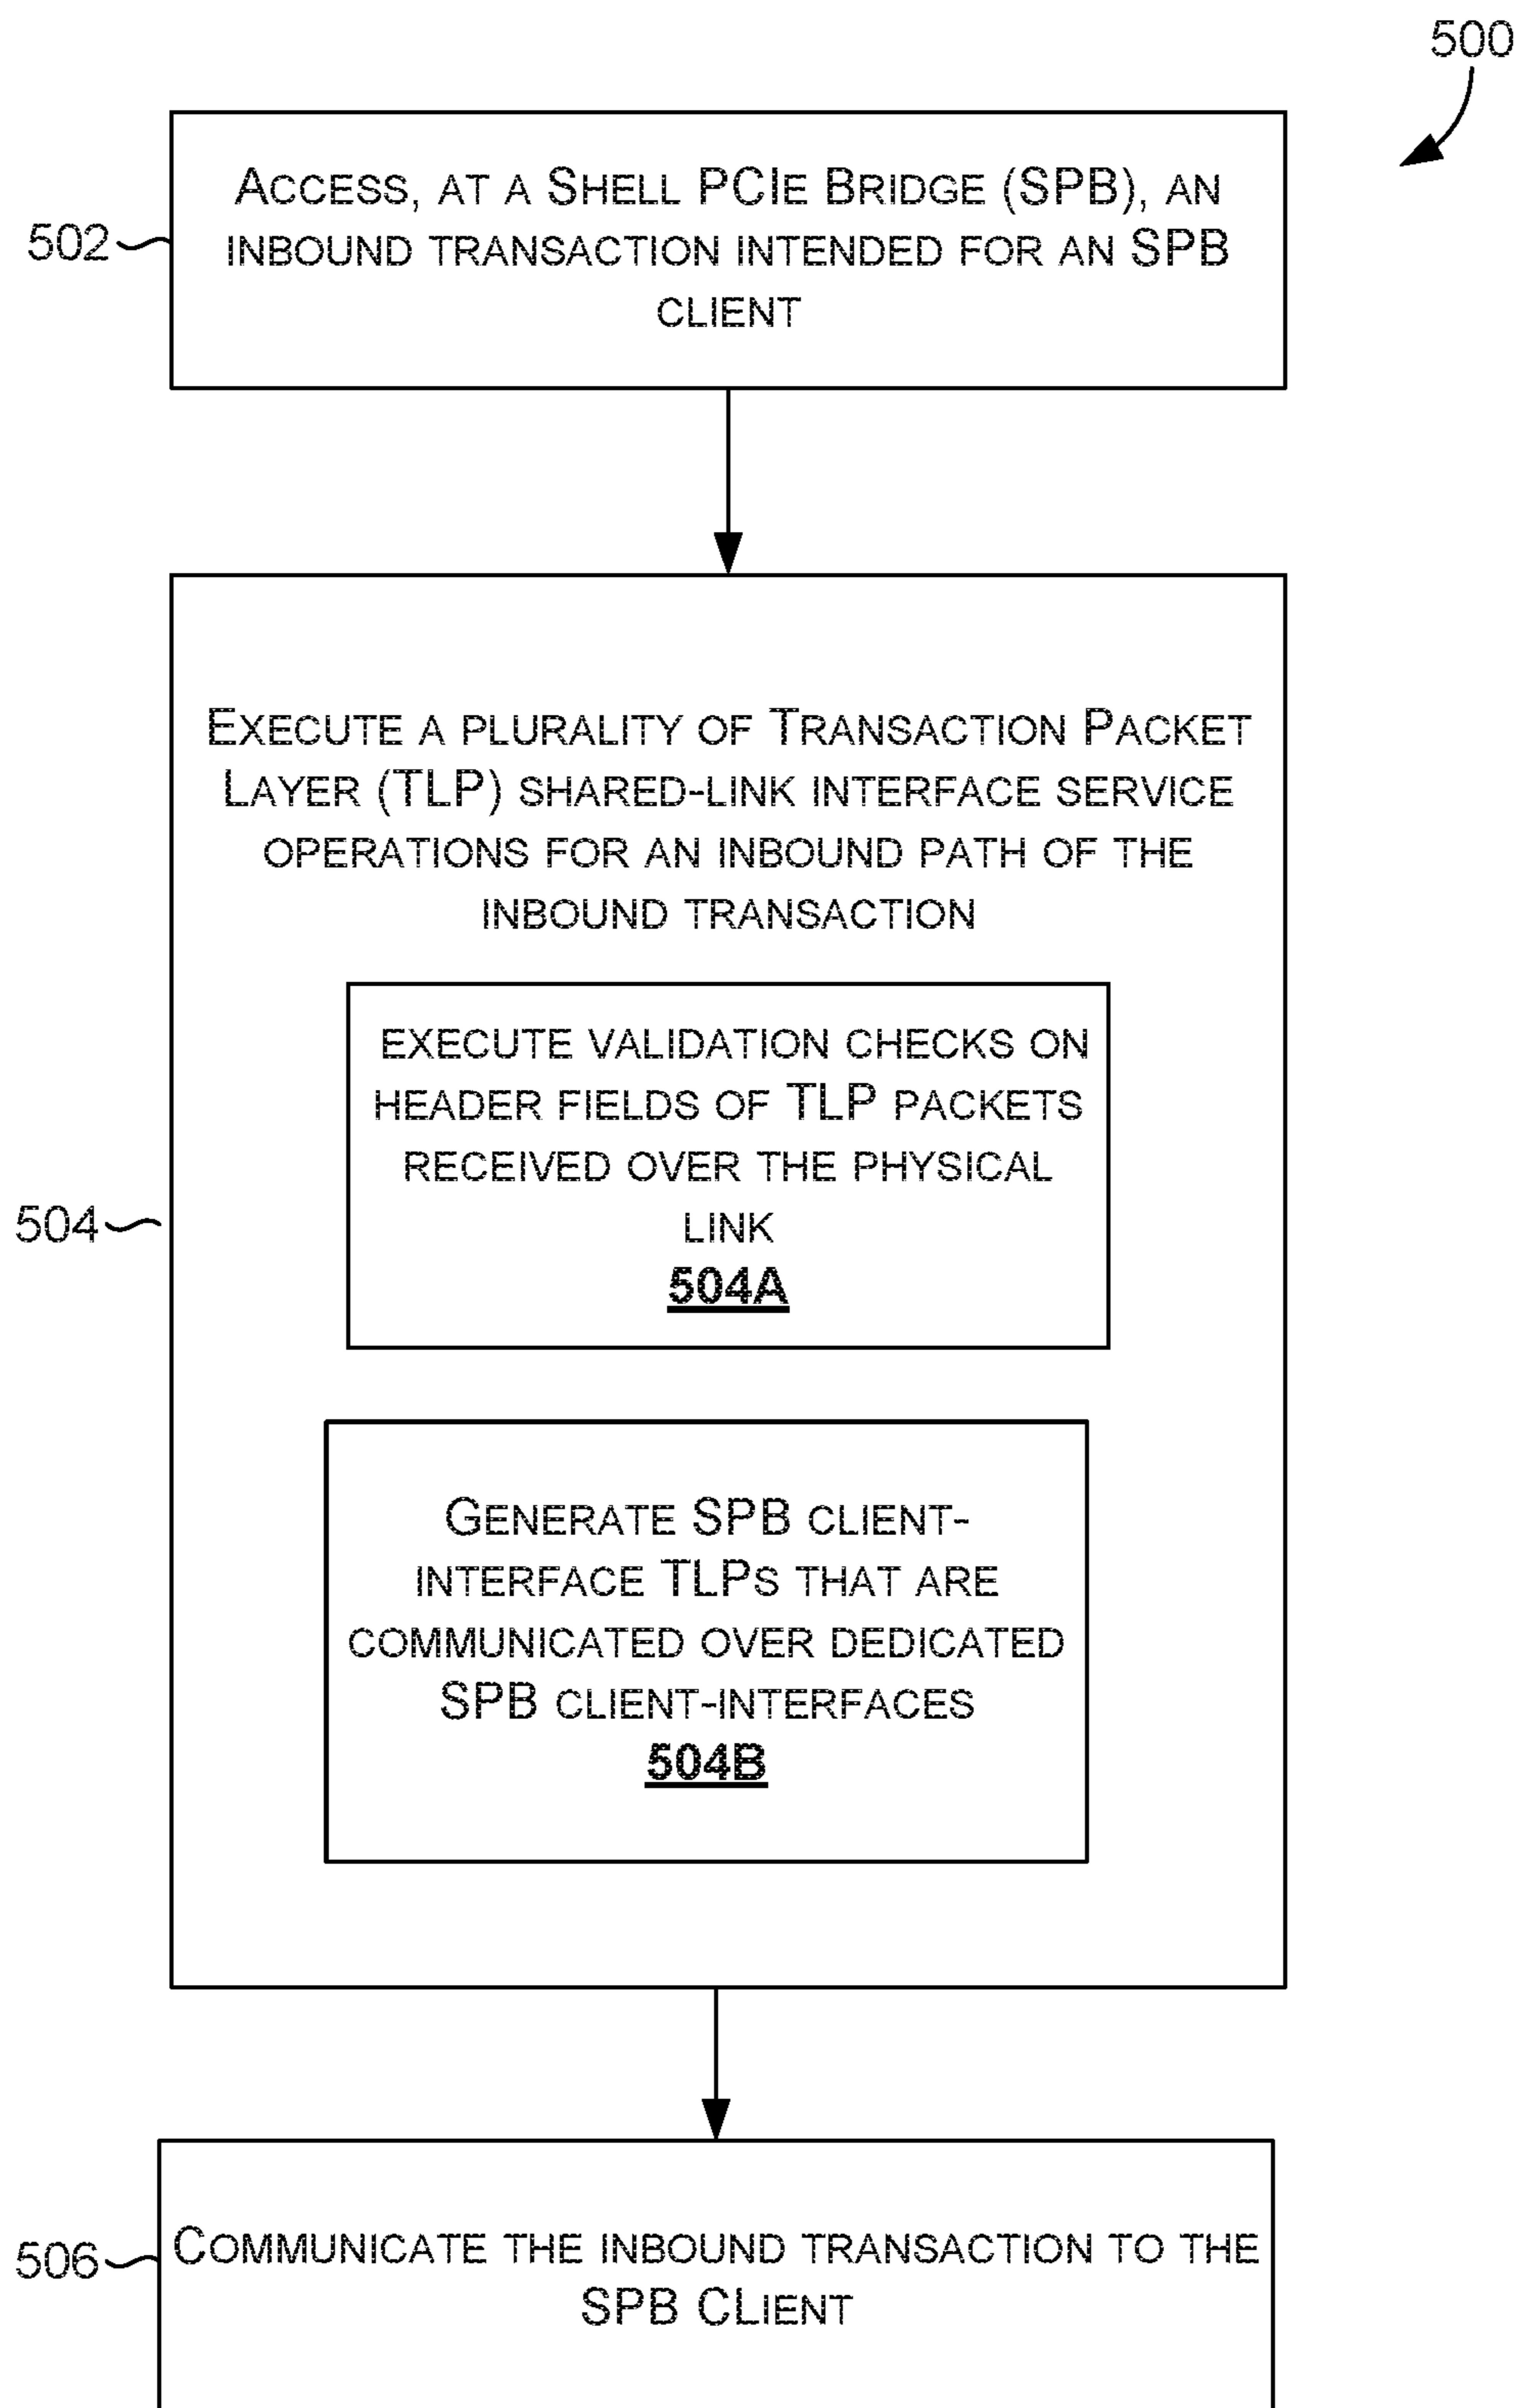 500
502
ACCESS, AT A SHELL PCIE BRIDGE (SPB), AN
INBOUND TRANSACTION INTENDED FOR AN SPB
CLIENT
504
EXECUTE A PLURALITY OF TRANSACTION PACKET
LAYER (TLP) SHARED-LINK INTERFACE SERVICE
OPERATIONS FOR AN INBOUND PATH OF THE
INBOUND TRANSACTION
EXECUTE VALIDATION CHECKS ON
HEADER FIELDS OF TLP PACKETS
RECEIVED OVER THE PHYSICAL
LINK
504A
GENERATE SPB CLIENT-
INTERFACE TLPS THAT ARE
COMMUNICATED OVER DEDICATED
SPB CLIENT-INTERFACES
504B
506
COMMUNICATE THE INBOUND TRANSACTION TO THE
SPB CLIENT